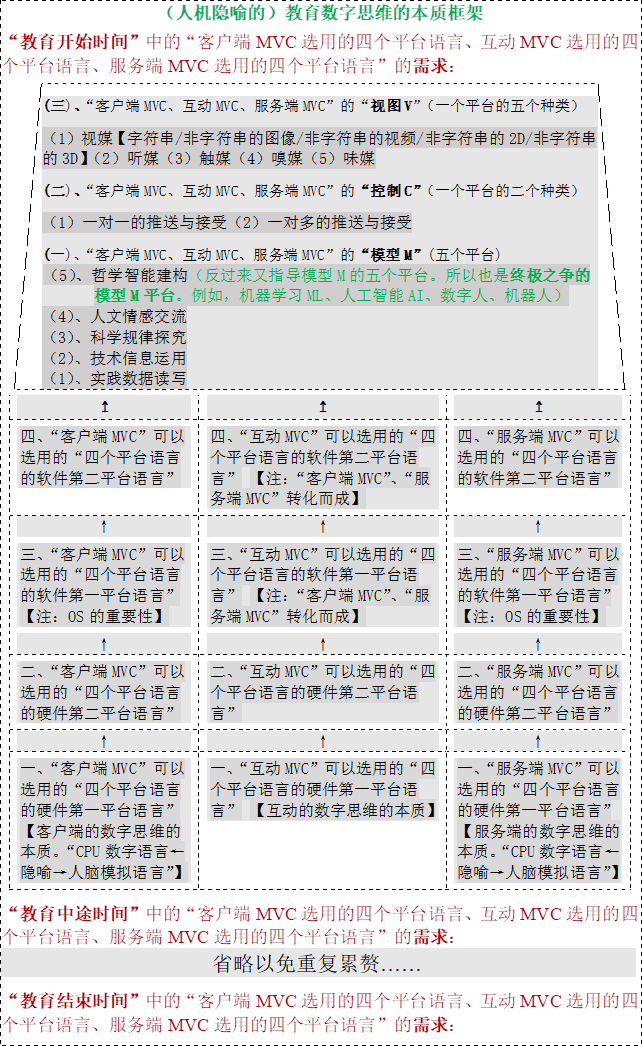 （人机隐喻的）教育数字思维的本质框架
“教育开始时间”中的“客户端 MVC 选用的四个平台语言、互动 MVC 选用的四
个平台语言、服务端 MVC 选用的四个平台语言”的需求：
(三)、“客户端MVC、互动MVC、服务端MVC”的“视图V”（一个平台的五个种类）
（1）视媒【字符串/非字符串的图像/非字符串的视频/非字符串的 2D/非字符串
的 3D】（2）听媒（3）触媒（4）嗅媒（5）味媒
(二)、“客户端MVC、互动MVC、服务端MVC”的“控制C”（一个平台的二个种类）
（1）一对一的推送与接受（2）一对多的推送与接受
(一)、“客户端MVC、互动MVC、服务端MVC”的“模型M”(五个平台)
（5）、哲学智能建构（反过来又指导模型 M 的五个平台。所以也是终极之争的
模型 M 平台。例如，机器学习 ML、人工智能 AI、数字人、机器人）
（4）、人文情感交流
（3）、科学规律探究
（2）、技术信息运用
（1）、实践数据读写
↑ ↑ ↑
四、“客户端 MVC”可以
选用的“四个平台语言
的软件第二平台语言”
四、“互动 MVC”可以选用的“四
个平台语言的软件第二平台语
言” 【注：“客户端 MVC”、“服
务端 MVC” 转化而成】
四、“服务端 MVC”可以
选用的“四个平台语言
的软件第二平台语言”
↑ ↑ ↑
三、“客户端 MVC”可以
选用的“四个平台语言
的软件第一平台语言”
【注：OS 的重要性】
三、“互动 MVC”可以选用的“四
个平台语言的软件第一平台语
言” 【注：“客户端 MVC”、“服
务端 MVC” 转化而成】
三、“服务端 MVC”可以
选用的“四个平台语言
的软件第一平台语言”
【注：OS 的重要性】
↑ ↑ ↑
二、“客户端 MVC”可以
选用的“四个平台语言
的硬件第二平台语言”
二、“互动 MVC”可以选用的“四
个平台语言的硬件第二平台语
言”
二、“服务端 MVC”可以
选用的“四个平台语言
的硬件第二平台语言”
↑ ↑ ↑
一、“客户端 MVC”可以
选用的“四个平台语言
的硬件第一平台语言”
【客户端的数字思维的
本质。“CPU 数字语言←
隐喻→人脑模拟语言”】
一、“互动 MVC”可以选用的“四
个平台语言的硬件第一平台语
言” 【互动的数字思维的本质】
一、“服务端 MVC”可以
选用的“四个平台语言
的硬件第一平台语言”
【服务端的数字思维的
本质。“CPU 数字语言←
隐喻→人脑模拟语言”】
“教育中途时间”中的“客户端 MVC 选用的四个平台语言、互动 MVC 选用的四
个平台语言、服务端 MVC 选用的四个平台语言”的需求：
省略以免重复累赘……
“教育结束时间”中的“客户端 MVC 选用的四个平台语言、互动 MVC 选用的四
个平台语言、服务端 MVC 选用的四个平台语言”的需求：